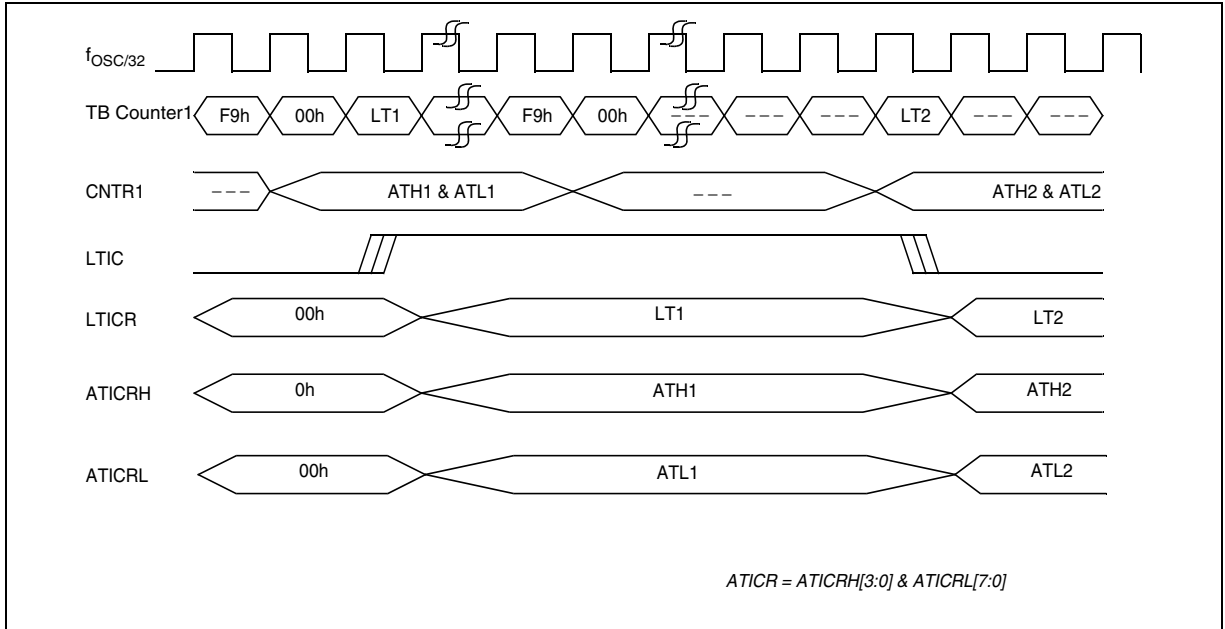 fOSC/32
TB Counter1 F9h 00h LT1 F9h 00h --- --- --- LT2 --- ---
CNTR1 --- ATH1 & ATL1 --- ATH2 & ATL2
LTIC
LTICR 00h LT1 LT2
ATICRH 0h ATH1 ATH2
ATICRL 00h ATL1 ATL2
ATICR = ATICRH[3:0] & ATICRL[7:0]